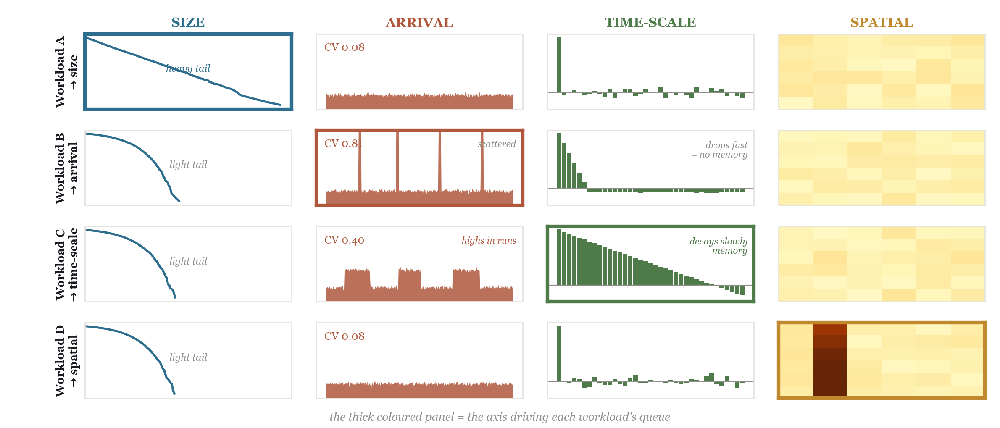 SIZE
ARRIVAL
TIME-SCALE
SPATIAL
Workload A
→ size
heavy tail
CV 0.08
Workload B
→ arrival
light tail
CV 0.81
scattered
drops fast
= no memory
Workload C
→ time-scale
light tail
CV 0.40
highs in runs
decays slowly
= memory
Workload D
→ spatial
light tail
CV 0.08
the thick coloured panel = the axis driving each workload's queue